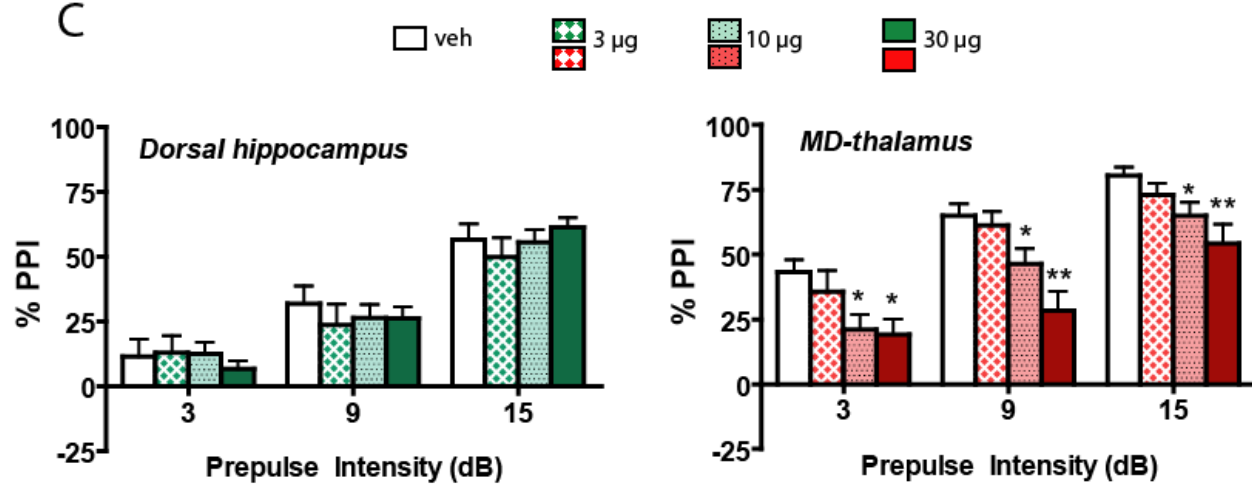 C
veh
3 µg
10 µg
30 µg
Dorsal hippocampus
% PPI
100
75
50
25
0
-25
3
9
15
Prepulse Intensity (dB)
MD-thalamus
% PPI
100
75
50
25
0
-25
*
*
*
**
*
**
3
9
15
Prepulse Intensity (dB)